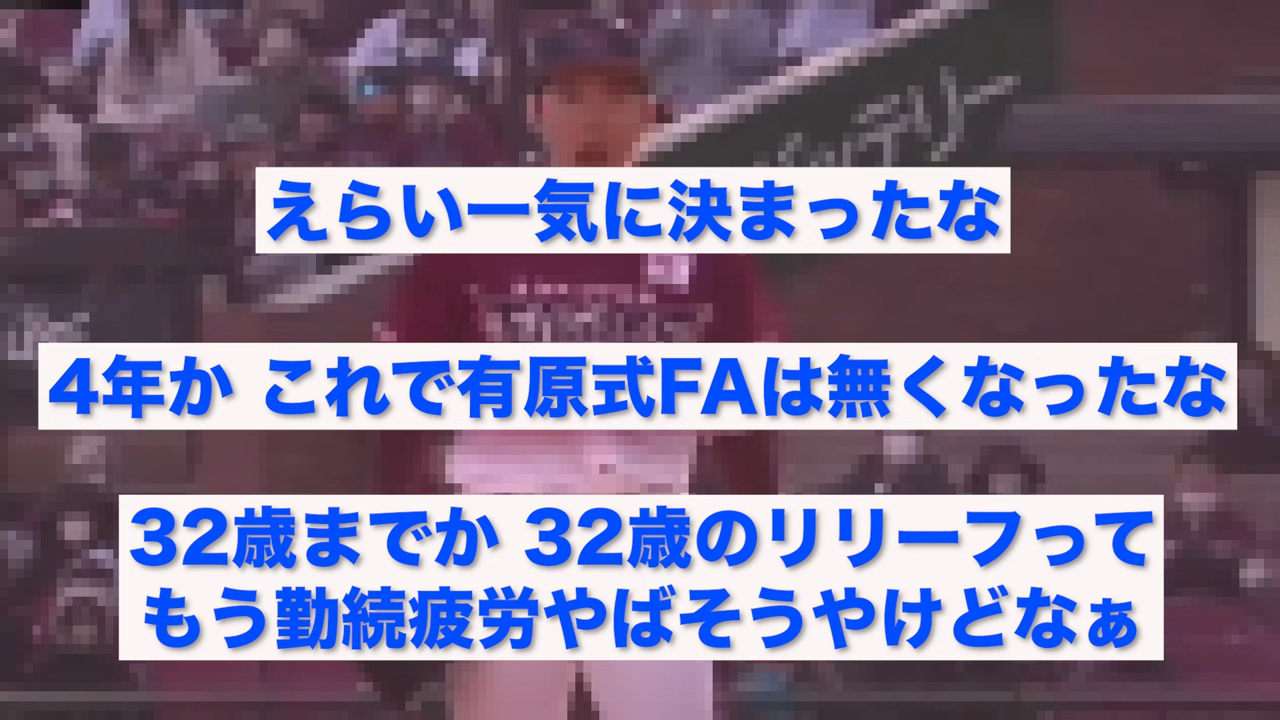 えらい一気に決まったな
4年か これで有原式FAは無くなったな
32歳までか 32歳のリリーフって
もう勤続疲労やばそうやけどなぁ